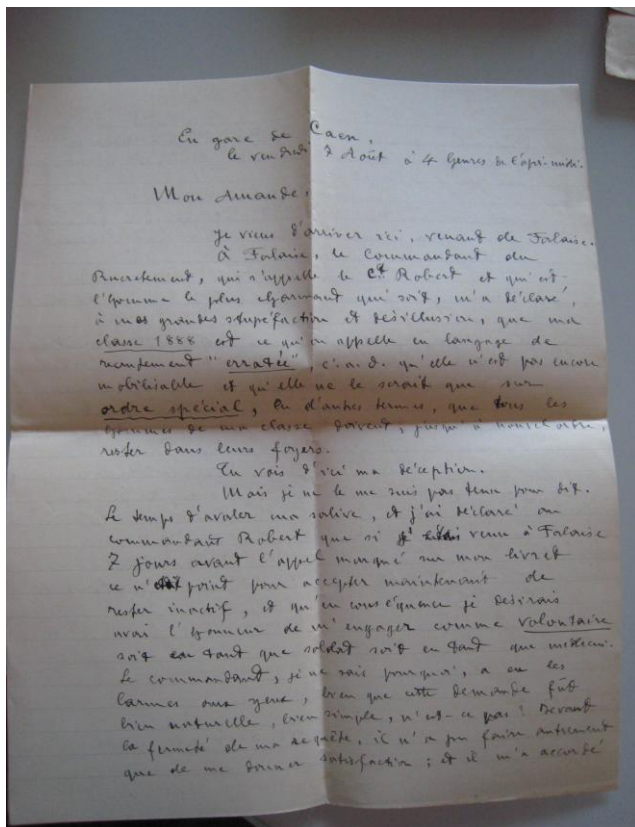 En gare de Caen,
le vendredi 7 Août à 4 heures de l'après-midi.
Mon Amande,
Je viens d'arriver ici, venant de Falaise.
À Falaise, le Commandant du
Recrutement, qui s'appelle le Ct Robert et qui est
l'homme le plus charmant qui soit, m'a déclaré,
à mes grandes stupéfaction et désillusion, que ma
classe 1888 est ce qu'on appelle en langage de
recrutement "erratée", c.a.d. qu'elle n'est pas encore
mobilisable et qu'elle ne le serait que sur
ordre spécial, En d'autres termes, que tous les
hommes de ma classe doivent, jusqu'à nouvel ordre,
rester dans leurs foyers.
Tu vois d'ici ma déception.
Mais je ne le me suis pas tenu pour dit.
Le temps d'avaler ma salive, et j'ai déclaré au
commandant Robert que si j'étais venu à Falaise
7 jours avant l'appel marqué sur mon livret
ce n'était point pour accepter maintenant de
rester inactif, et qu'en conséquence je désirais
avoir l'honneur de m'engager comme volontaire
soit en tant que soldat soit en tant que médecin.
Le commandant, je ne sais pourquoi, a eu les
larmes aux yeux, bien que cette demande fût
bien naturelle, bien simple, n'est-ce pas! Devant
la fermeté de ma requête, il n'a pu faire autrement
que de me donner satisfaction; et il m'a accordé